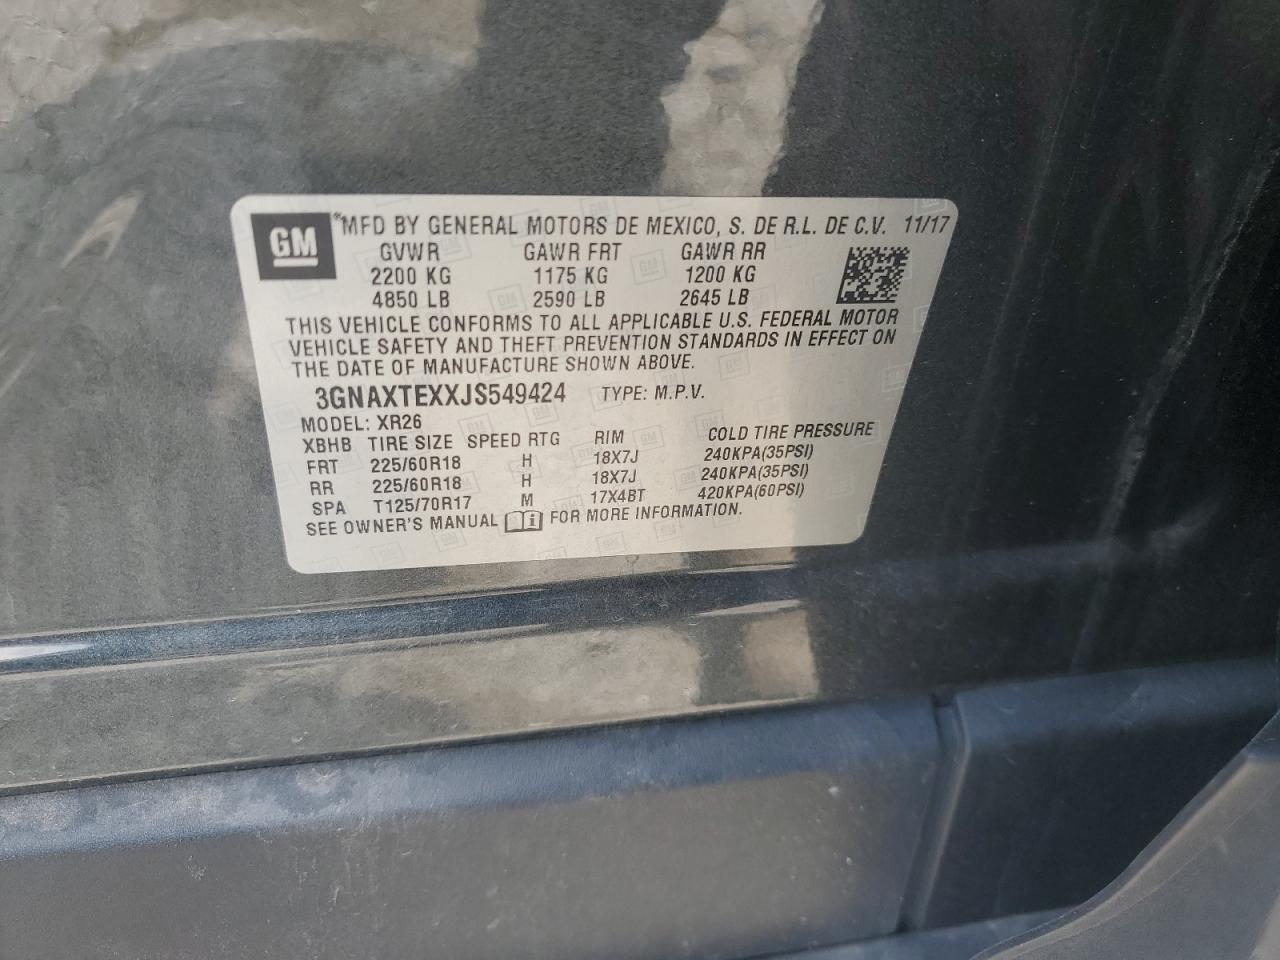 GM *MFD BY GENERAL MOTORS DE MEXICO, S. DE R.L. DE C.V. 11/17
GVWR GAWR FRT GAWR RR
2200 KG 1175 KG 1200 KG
4850 LB 2590 LB 2645 LB
THIS VEHICLE CONFORMS TO ALL APPLICABLE U.S. FEDERAL MOTOR
VEHICLE SAFETY AND THEFT PREVENTION STANDARDS IN EFFECT ON
THE DATE OF MANUFACTURE SHOWN ABOVE.
3GNAXTEXXJS549424 TYPE: M.P.V.
MODEL: XR26
XBHB TIRE SIZE SPEED RTG RIM COLD TIRE PRESSURE
FRT 225/60R18 H 18X7J 240KPA(35PSI)
RR 225/60R18 H 18X7J 240KPA(35PSI)
SPA T125/70R17 M 17X4BT 420KPA(60PSI)
SEE OWNER'S MANUAL i FOR MORE INFORMATION.